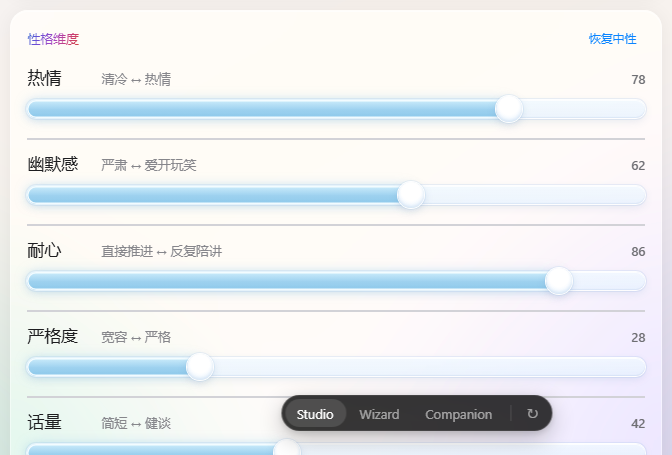 性格维度 恢复中性
热情 清冷 ↔ 热情 78
幽默感 严肃 ↔ 爱开玩笑 62
耐心 直接推进 ↔ 反复陪讲 86
严格度 宽容 ↔ 严格 28
话量 简短 ↔ 健谈 42
Studio Wizard Companion ↻